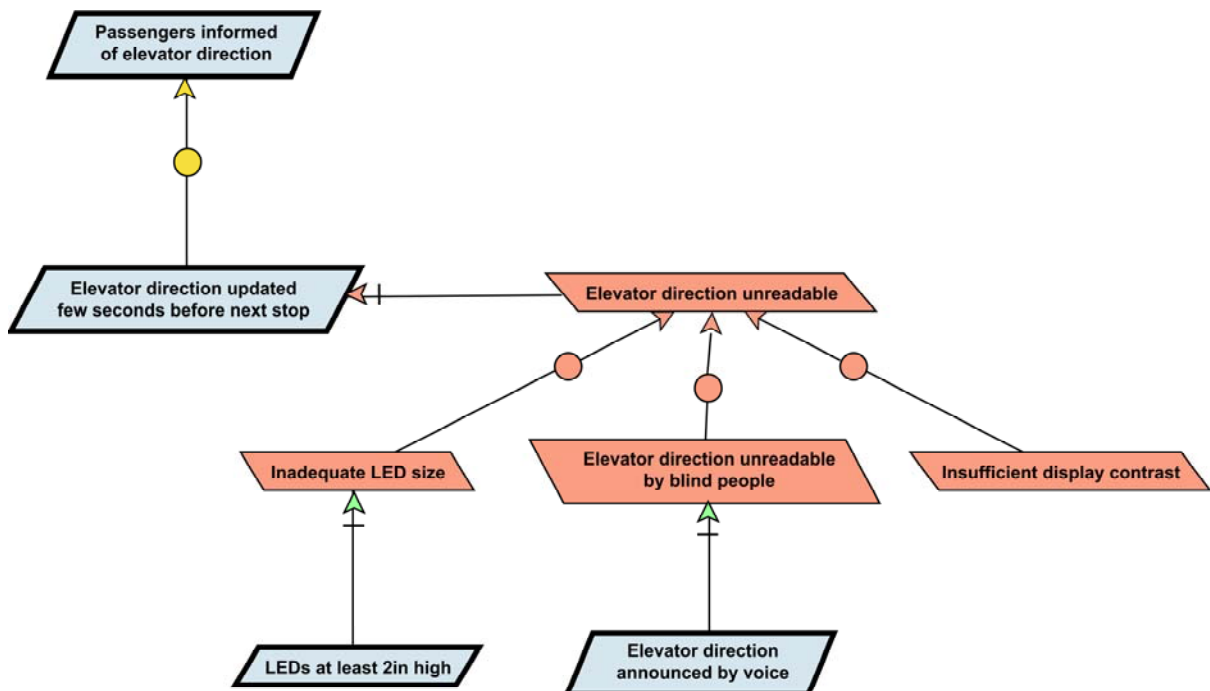 Passengers informed
of elevator direction
Elevator direction updated
few seconds before next stop
Elevator direction unreadable
Inadequate LED size
Elevator direction unreadable
by blind people
Insufficient display contrast
LEDs at least 2in high
Elevator direction
announced by voice